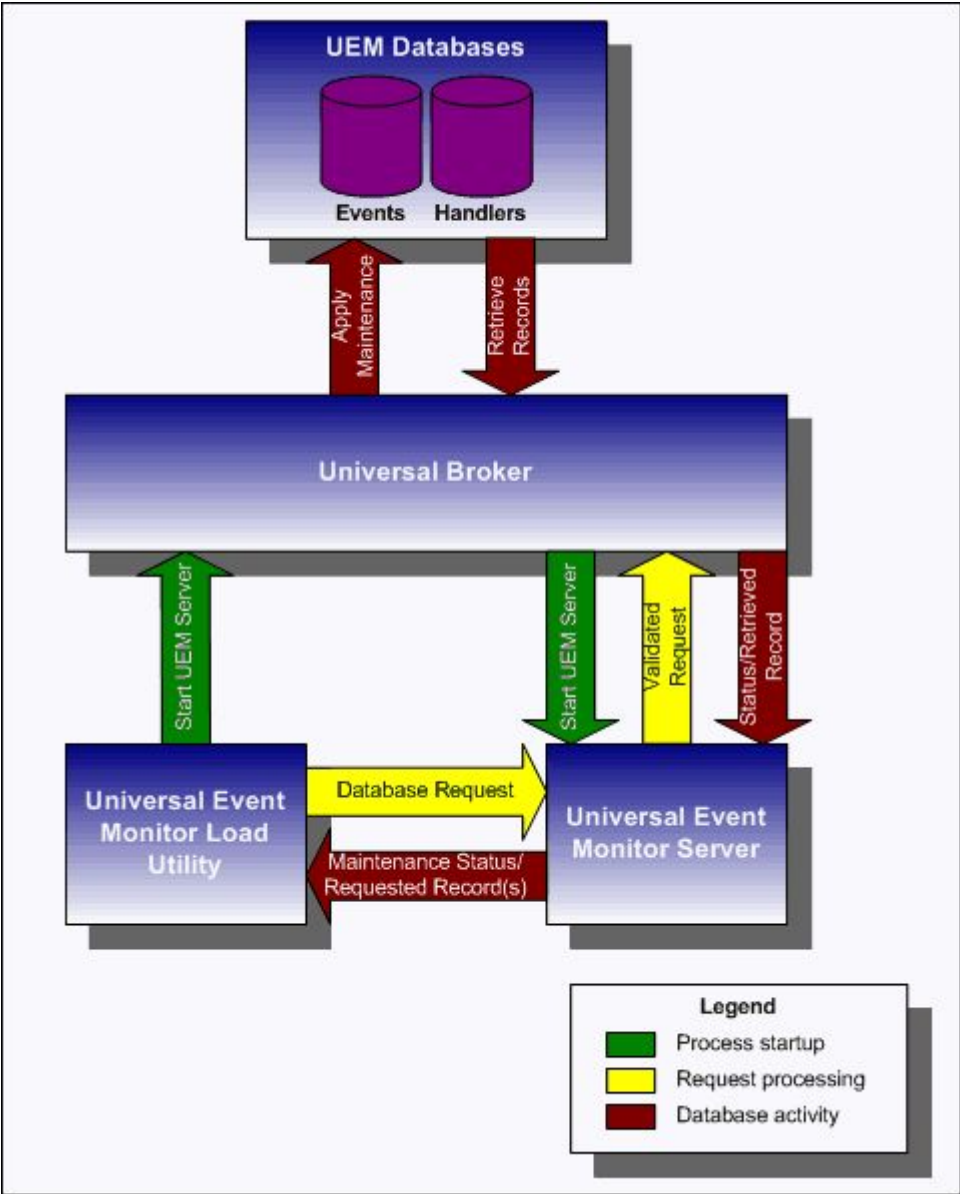 UEM Databases
Events
Handlers
Apply
Maintenance
Retrieve
Records
Universal Broker
Start UEM Server
Start UEM Server
Validated
Request
Status/Retrieved
Record
Universal Event
Monitor Load
Utility
Database Request
Maintenance Status/
Requested Record(s)
Universal Event
Monitor Server
Legend
Process startup
Request processing
Database activity